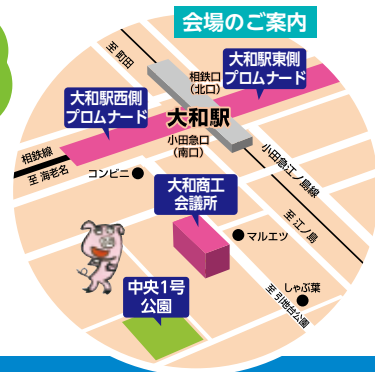 会場のご案内
至 町田
相鉄口
（北口）
大和駅東側
プロムナード
大和駅西側
プロムナード
大和駅
小田急口
（南口）
相鉄線
至 海老名
コンビニ
小田急江ノ島線
大和商工
会議所
至 江ノ島
マルエツ
中央1号
公園
しゃぶ葉
至 引地台公園